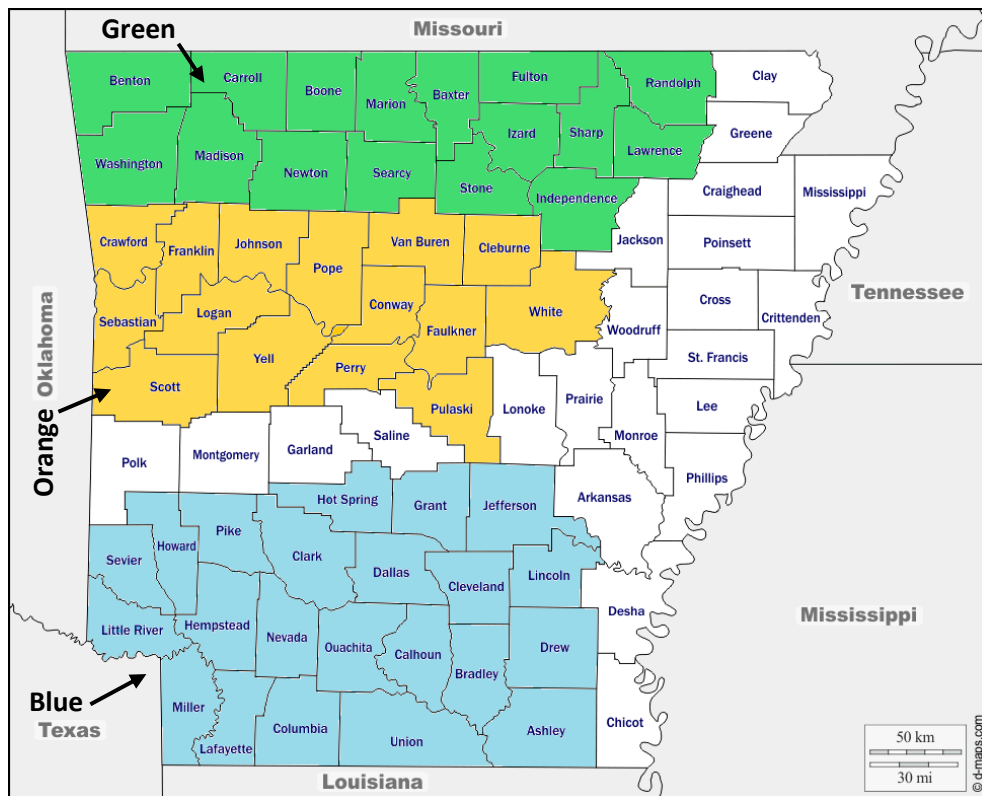 Green
Missouri
Benton
Carroll
Boone
Marion
Baxter
Fulton
Randolph
Clay
Izard
Sharp
Lawrence
Greene
Washington
Madison
Newton
Searcy
Stone
Independence
Craighead
Mississippi
Crawford
Franklin
Johnson
Pope
Van Buren
Cleburne
Jackson
Poinsett
Sebastian
Logan
Conway
Faulkner
White
Woodruff
Cross
Crittenden
Tennessee
St. Francis
Oklahoma
Orange
Scott
Yell
Perry
Pulaski
Lonoke
Prairie
Monroe
Lee
Phillips
Polk
Montgomery
Garland
Saline
Hot Spring
Grant
Jefferson
Arkansas
Sevier
Howard
Pike
Clark
Dallas
Cleveland
Lincoln
Desha
Mississippi
Little River
Hempstead
Nevada
Ouachita
Calhoun
Bradley
Drew
Blue
Texas
Miller
Lafayette
Columbia
Union
Ashley
Chicot
Louisiana
50 km
30 mi
© d-maps.com